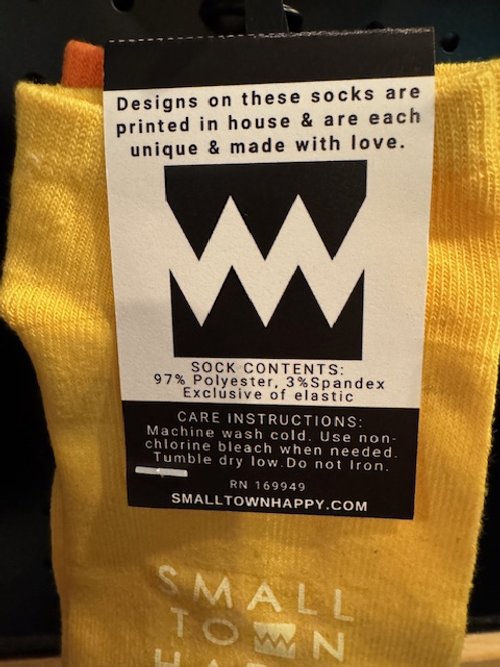 Designs on these socks are
printed in house & are each
unique & made with love.
SOCK CONTENTS:
97% Polyester, 3%Spandex
Exclusive of elastic
CARE INSTRUCTIONS:
Machine wash cold. Use non-
chlorine bleach when needed.
Tumble dry low.Do not Iron.
RN 169949
SMALLTOWNHAPPY.COM
SMALL
TOWN